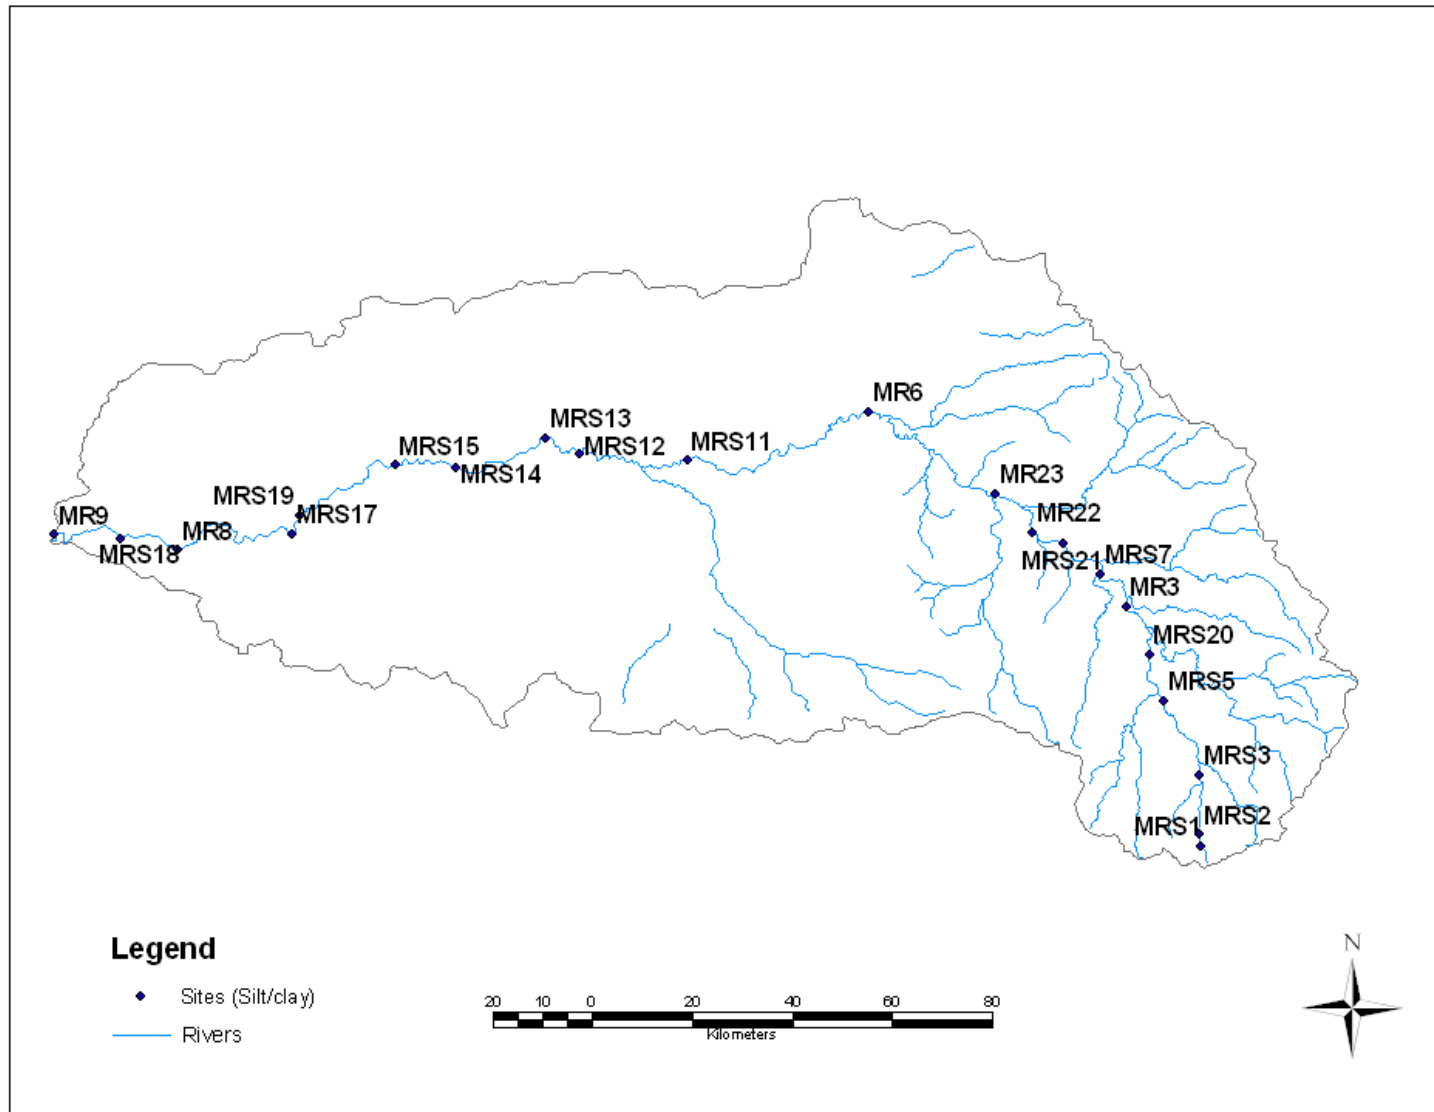 MR6
MRS13
MRS15
MRS12
MRS11
MRS14
MR23
MRS19
MRS17
MR9
MR8
MR22
MRS18
MRS21
MRS7
MR3
MRS20
MRS5
MRS3
MRS2
MRS1
Legend
Sites (Silt/clay)
Rivers
20 10 0 20 40 60 80
Kilometers
N